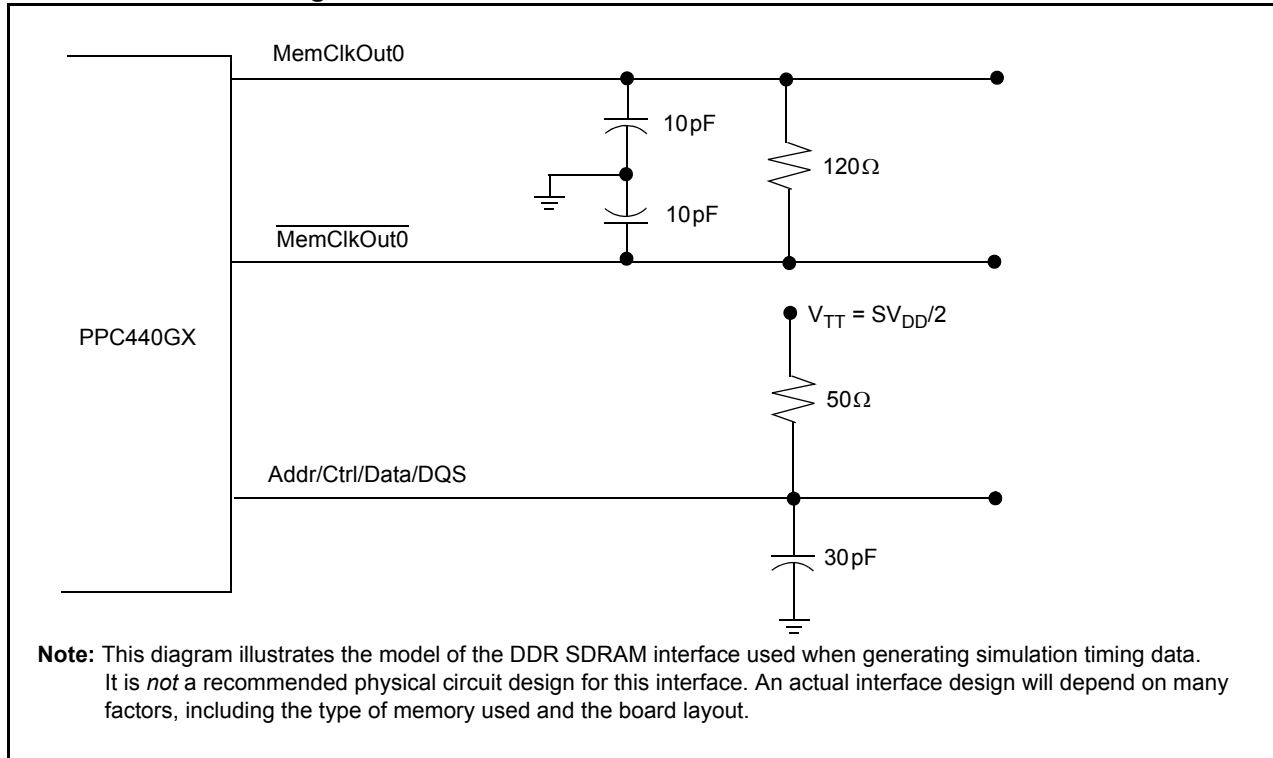 MemClkOut0
10pF
120Ω
10pF
MemClkOut0
V_TT = SV_DD/2
PPC440GX
50Ω
Addr/Ctrl/Data/DQS
30pF
Note: This diagram illustrates the model of the DDR SDRAM interface used when generating simulation timing data.
It is not a recommended physical circuit design for this interface. An actual interface design will depend on many
factors, including the type of memory used and the board layout.